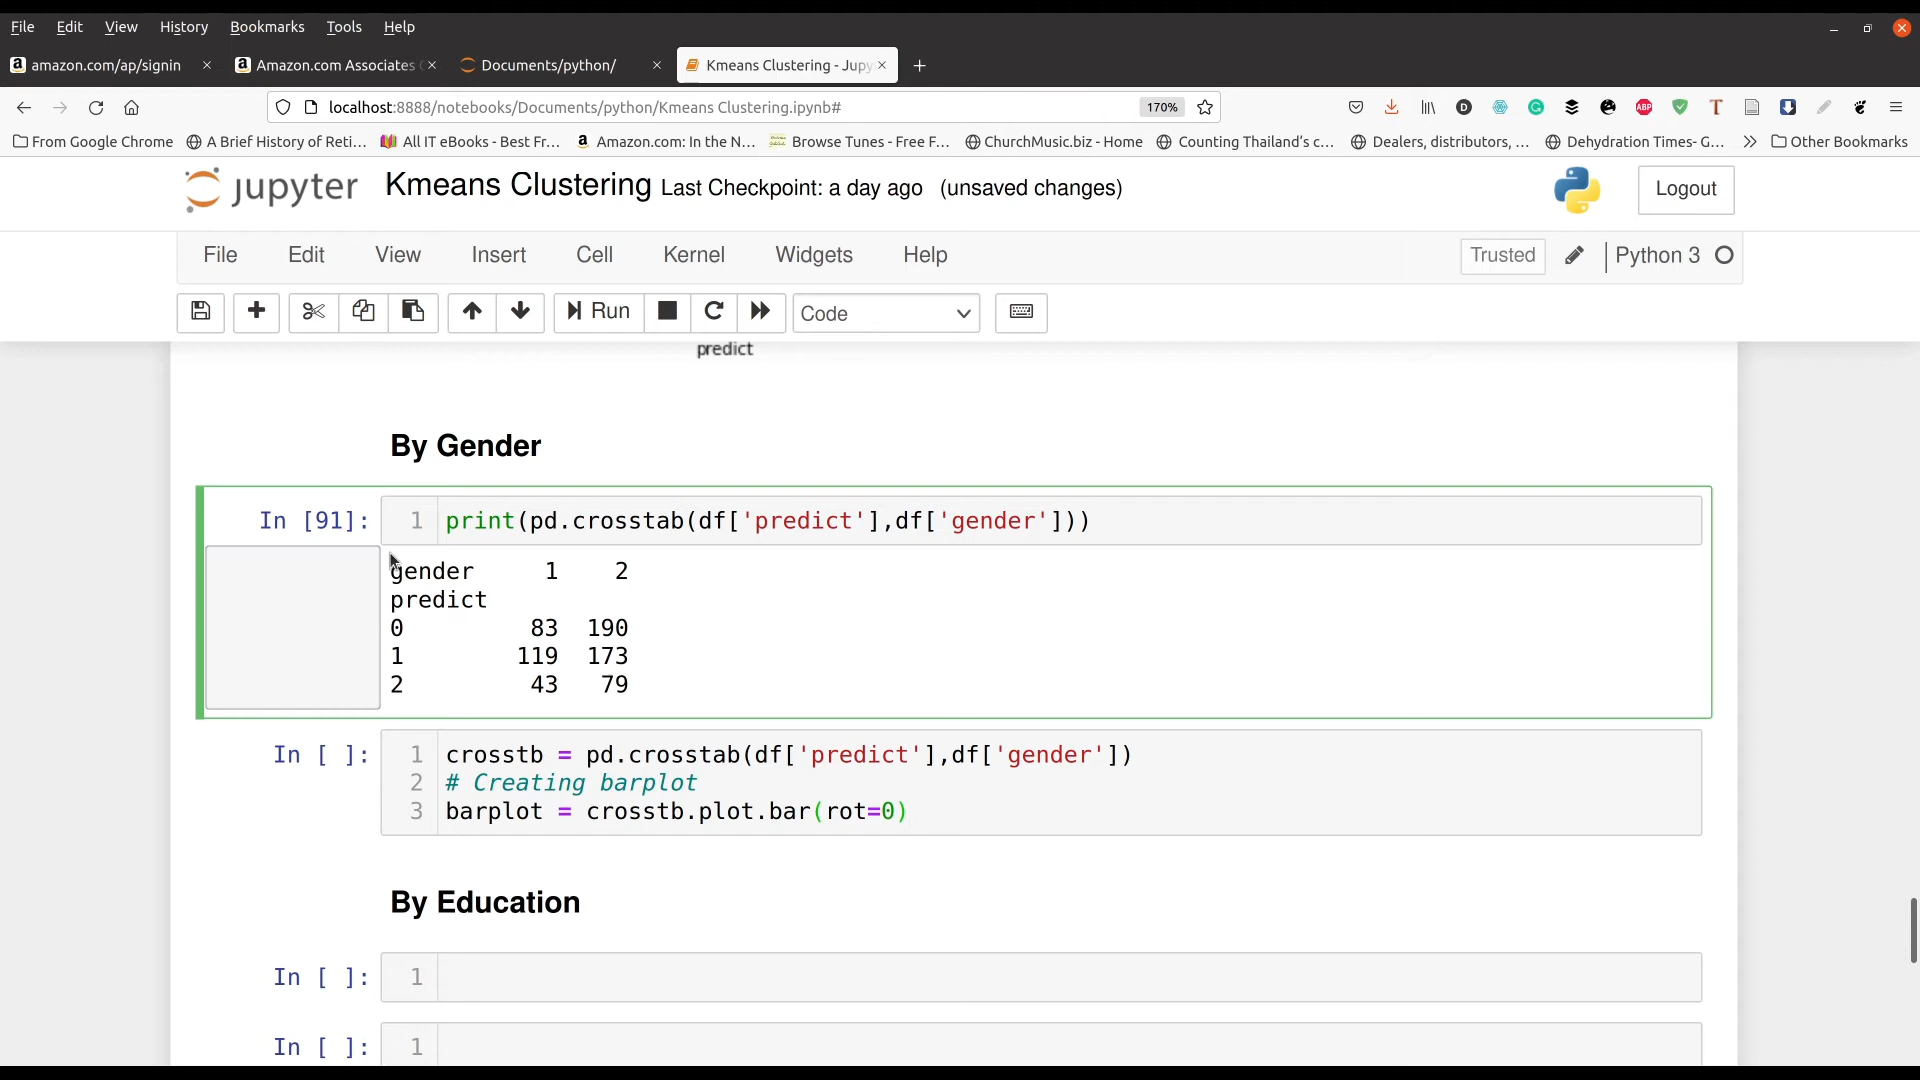 File Edit View History Bookmarks Tools Help
amazon.com/ap/signin Amazon.com Associates Documents/python/ Kmeans Clustering - Jupy
localhost:8888/notebooks/Documents/python/Kmeans Clustering.ipynb# 170% D ABP T
From Google Chrome A Brief History of Reti... All IT eBooks - Best Fr... Amazon.com: In the N... Browse Tunes - Free F... ChurchMusic.biz - Home Counting Thailand's c... Dealers, distributors, ... Dehydration Times- G... Other Bookmarks
jupyter Kmeans Clustering Last Checkpoint: a day ago (unsaved changes) Logout
File Edit View Insert Cell Kernel Widgets Help Trusted Python 3
Run Code
predict
By Gender
In [91]: 1 print(pd.crosstab(df['predict'],df['gender']))
gender 1 2
predict
0 83 190
1 119 173
2 43 79
In [ ]: 1 crosstb = pd.crosstab(df['predict'],df['gender'])
2 # Creating barplot
3 barplot = crosstb.plot.bar(rot=0)
By Education
In [ ]: 1
In [ ]: 1